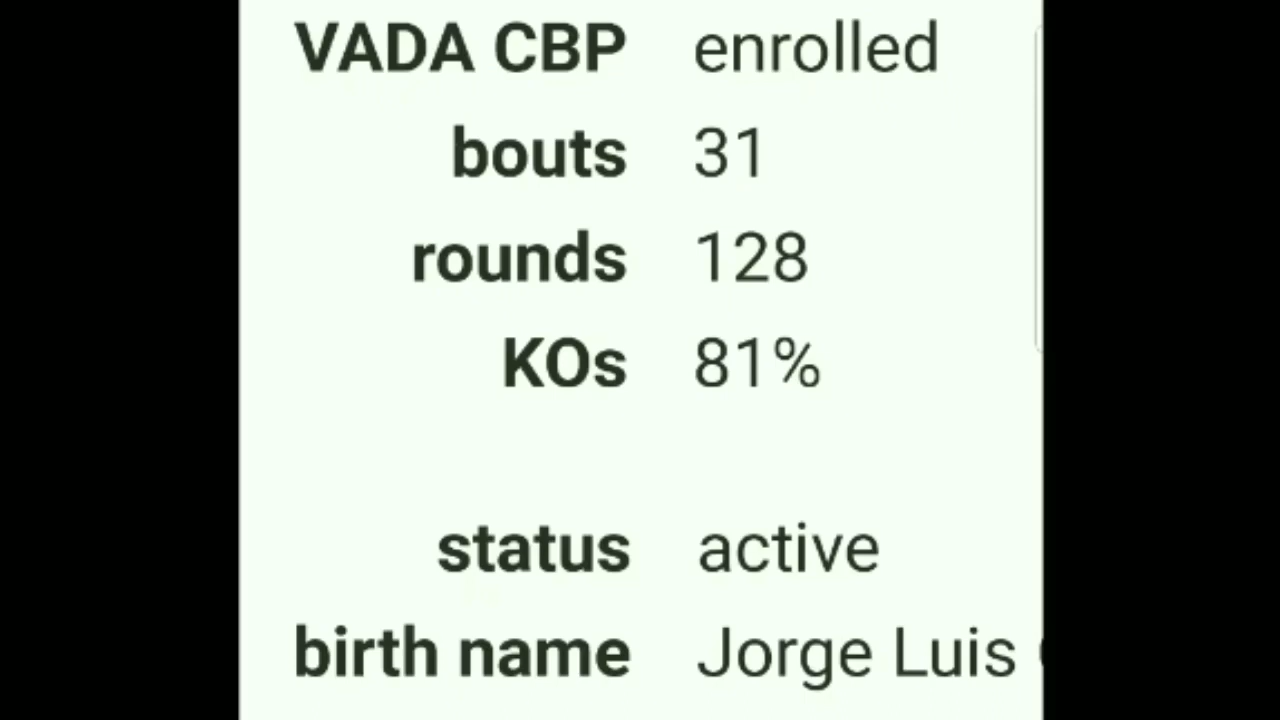 VADA CBP enrolled
bouts 31
rounds 128
KOs 81%
status active
birth name Jorge Luis